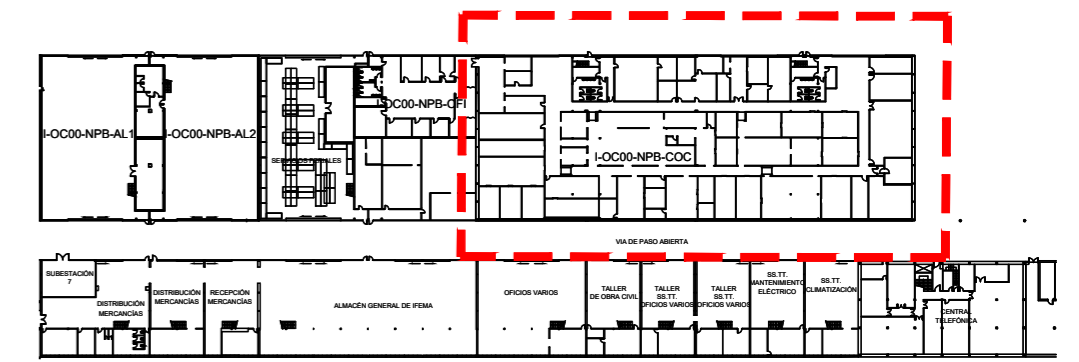 I-OC00-NPB-OFI
I-OC00-NPB-AL1
I-OC00-NPB-AL2
SERVICIOS FERIALES
I-OC00-NPB-COC
VIA DE PASO ABIERTA
SUBESTACIÓN
7
DISTRIBUCIÓN
MERCANCÍAS
DISTRIBUCIÓN
MERCANCÍAS
RECEPCIÓN
MERCANCÍAS
ALMACÉN GENERAL DE IFEMA
OFICIOS VARIOS
TALLER
DE OBRA CIVIL
TALLER
SS.TT.
OFICIOS VARIOS
TALLER
SS.TT.
OFICIOS VARIOS
SS.TT.
MANTENIMIENTO
ELÉCTRICO
SS.TT.
CLIMATIZACIÓN
CENTRAL
TELEFÓNICA